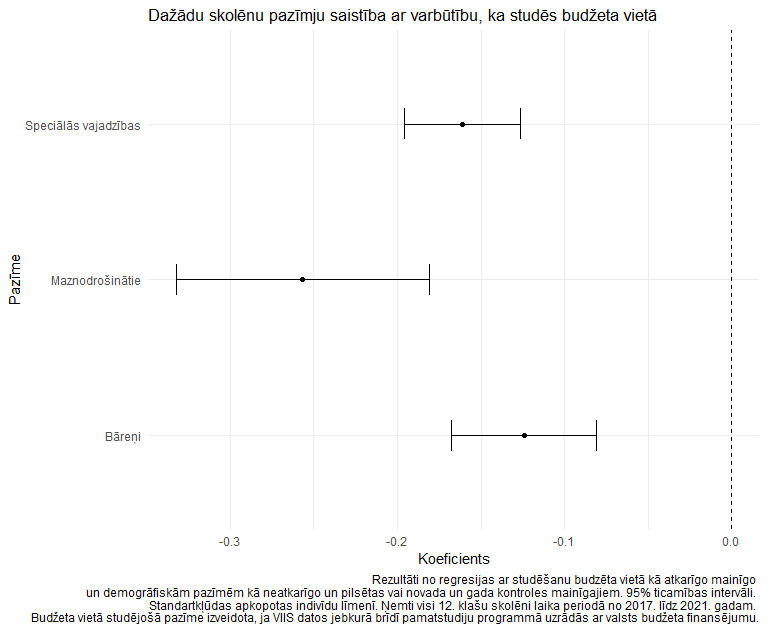 Dažādu skolēnu pazīmju saistība ar varbūtību, ka studēs budžeta vietā
Speciālās vajadzības
Maznodrošinātie
Bāreņi
Pazīme
-0.3
-0.2
-0.1
0.0
Koeficients
Rezultāti no regresijas ar studēšanu budzēta vietā kā atkarīgo mainīgo
un demogrāfiskām pazīmēm kā neatkarīgo un pilsētas vai novada un gada kontroles mainīgajiem. 95% ticamības intervāli.
Standartkļūdas apkopotas indivīdu līmenī. Ņemti visi 12. klašu skolēni laika periodā no 2017. līdz 2021. gadam.
Budžeta vietā studējošā pazīme izveidota, ja VIIS datos jebkurā brīdī pamatstudiju programmā uzrādās ar valsts budžeta finansējumu.